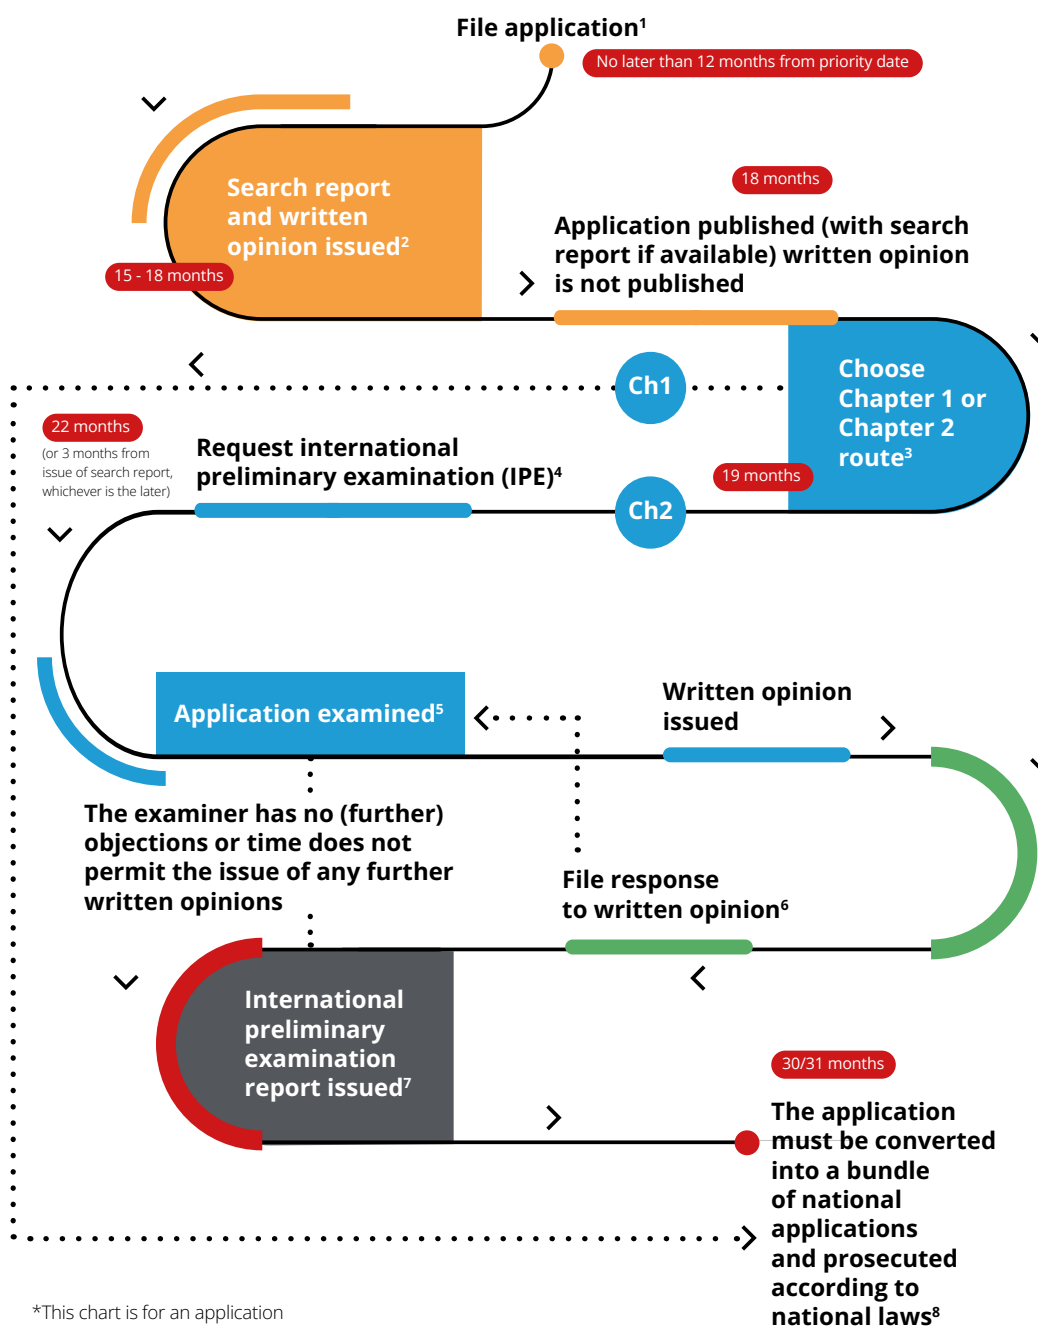 File application¹
No later than 12 months from priority date
Search report
and written
opinion issued²
15 - 18 months
18 months
Application published (with search
report if available) written opinion
is not published
Choose
Chapter 1 or
Chapter 2
route³
19 months
Ch1
Ch2
22 months
(or 3 months from
issue of search report,
whichever is the later)
Request international
preliminary examination (IPE)⁴
Application examined⁵
Written opinion
issued
The examiner has no (further)
objections or time does not
permit the issue of any further
written opinions
File response
to written opinion⁶
International
preliminary
examination
report issued⁷
30/31 months
The application
must be converted
into a bundle
of national
applications
and prosecuted
according to
national laws⁸
*This chart is for an application